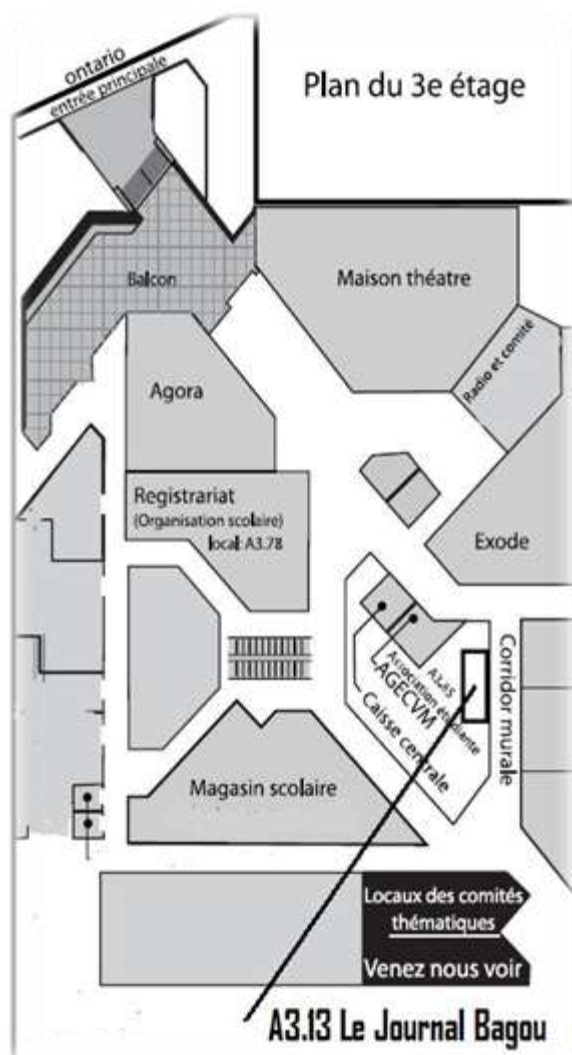 Plan du 3e étage
ontario
entrée principale
Balcon
Maison théatre
Radio et comité
Agora
Registrariat
(Organisation scolaire)
local: A3.78
Exode
A3.85
Association étudiante
AGECVM
Caisse centrale
Corridor murale
Magasin scolaire
Locaux des comités
thématiques
Venez nous voir
A3.13 Le Journal Bagou